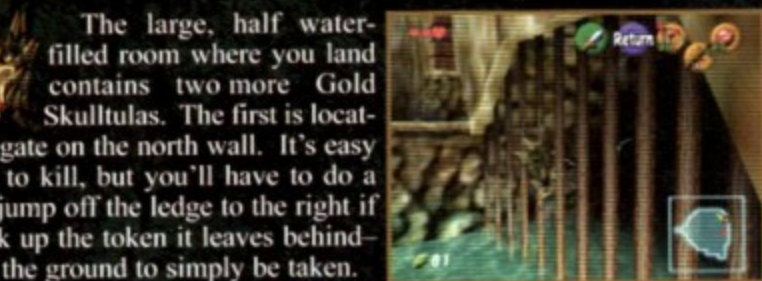 The large, half water-
filled room where you land
contains two more Gold
Skulltulas. The first is locat-
gate on the north wall. It's easy
to kill, but you'll have to do a
jump off the ledge to the right if
k up the token it leaves behind–
the ground to simply be taken.
Return
81